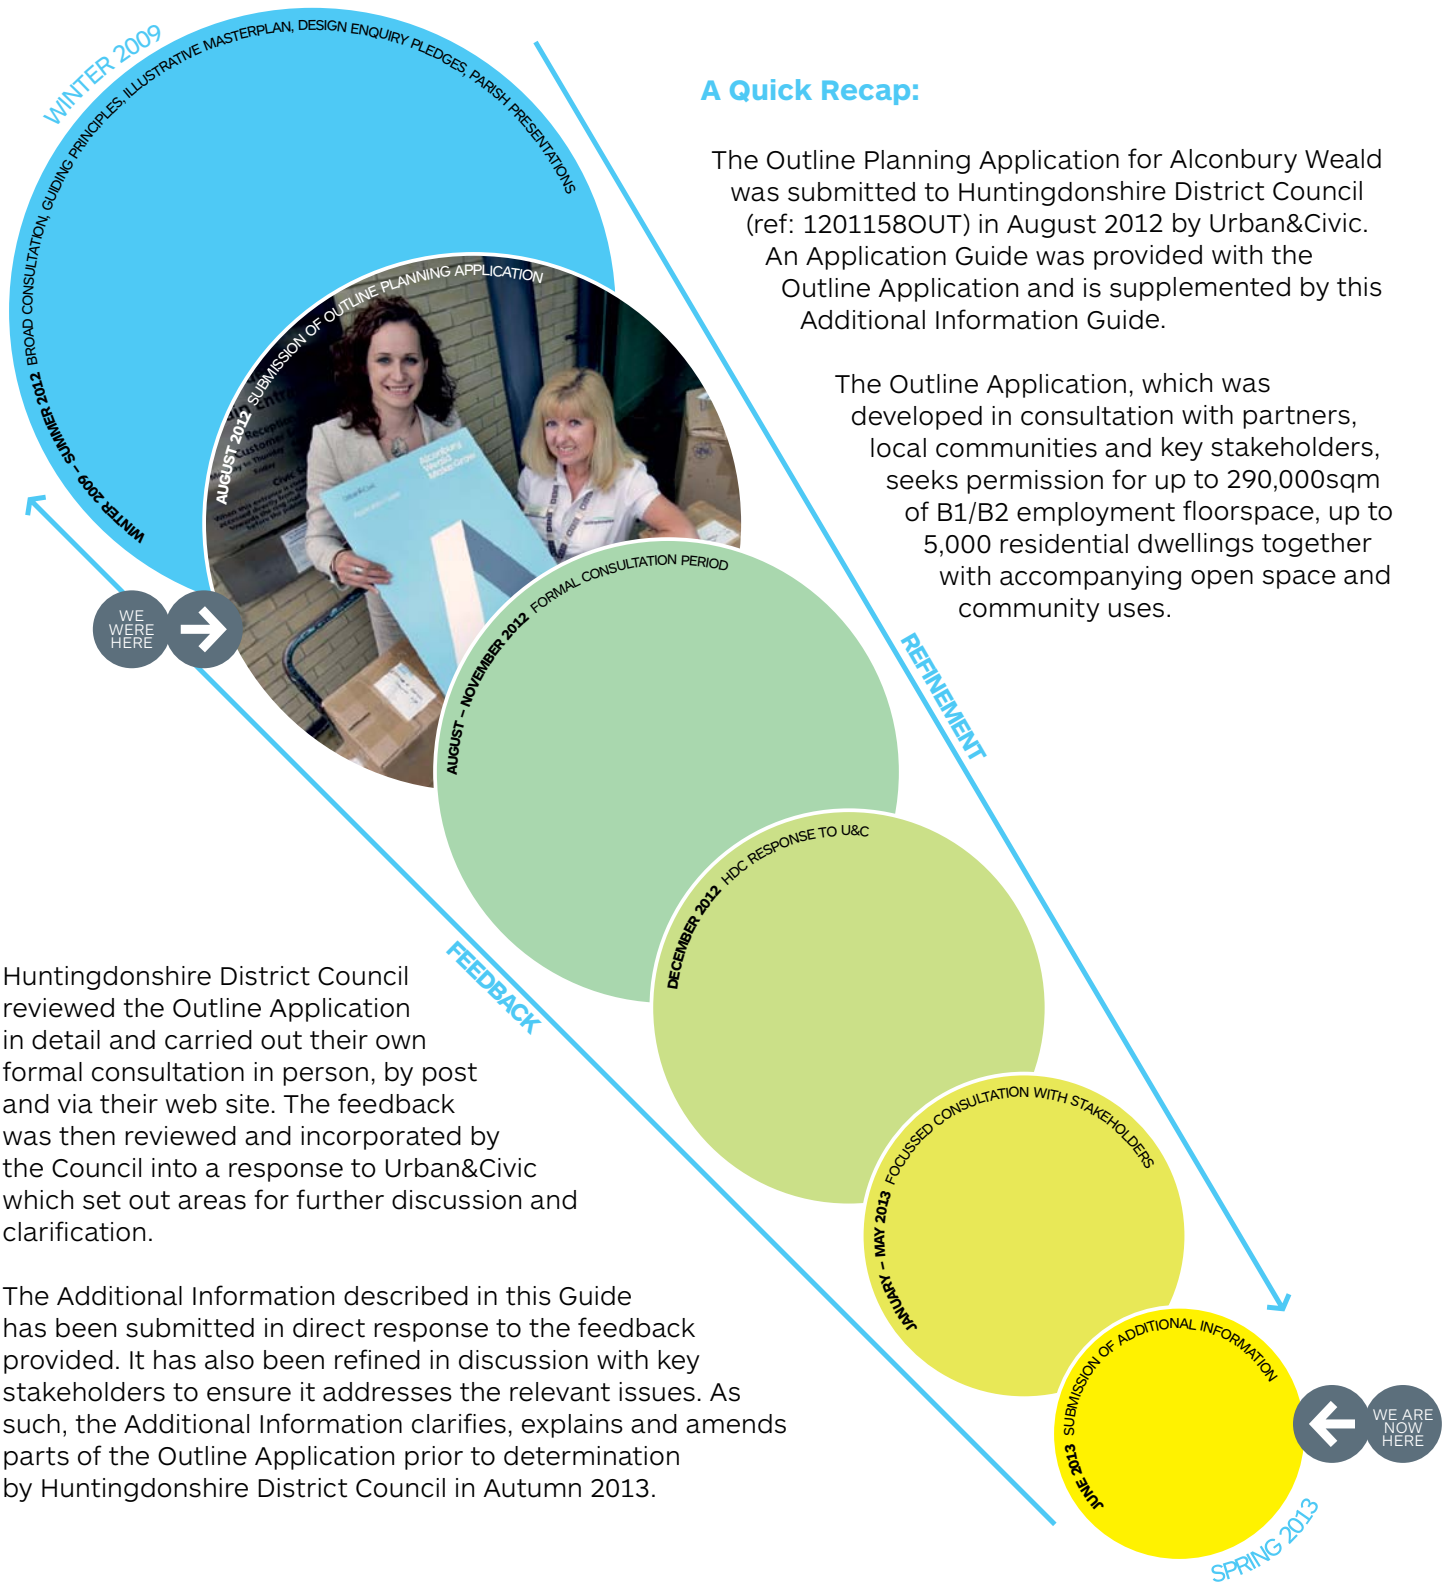 WINTER 2009
WINTER 2009 – SUMMER 2012 BROAD CONSULTATION, GUIDING PRINCIPLES, ILLUSTRATIVE MASTERPLAN, DESIGN ENQUIRY PLEDGES, PARISH PRESENTATIONS
A Quick Recap:
The Outline Planning Application for Alconbury Weald
was submitted to Huntingdonshire District Council
(ref: 1201158OUT) in August 2012 by Urban&Civic.
An Application Guide was provided with the
Outline Application and is supplemented by this
Additional Information Guide.
The Outline Application, which was
developed in consultation with partners,
local communities and key stakeholders,
seeks permission for up to 290,000sqm
of B1/B2 employment floorspace, up to
5,000 residential dwellings together
with accompanying open space and
community uses.
AUGUST 2012 SUBMISSION OF OUTLINE PLANNING APPLICATION
Reception
Customer
to Thursday
Friday
Civic
Alconbury
Weald
Application Guide
WE
WERE
HERE
AUGUST – NOVEMBER 2012 FORMAL CONSULTATION PERIOD
REFINEMENT
DECEMBER 2012 HDC RESPONSE TO U&C
FEEDBACK
Huntingdonshire District Council
reviewed the Outline Application
in detail and carried out their own
formal consultation in person, by post
and via their web site. The feedback
was then reviewed and incorporated by
the Council into a response to Urban&Civic
which set out areas for further discussion and
clarification.
The Additional Information described in this Guide
has been submitted in direct response to the feedback
provided. It has also been refined in discussion with key
stakeholders to ensure it addresses the relevant issues. As
such, the Additional Information clarifies, explains and amends
parts of the Outline Application prior to determination
by Huntingdonshire District Council in Autumn 2013.
JANUARY – MAY 2013 FOCUSSED CONSULTATION WITH STAKEHOLDERS
JUNE 2013 SUBMISSION OF ADDITIONAL INFORMATION
WE ARE
NOW
HERE
SPRING 2013